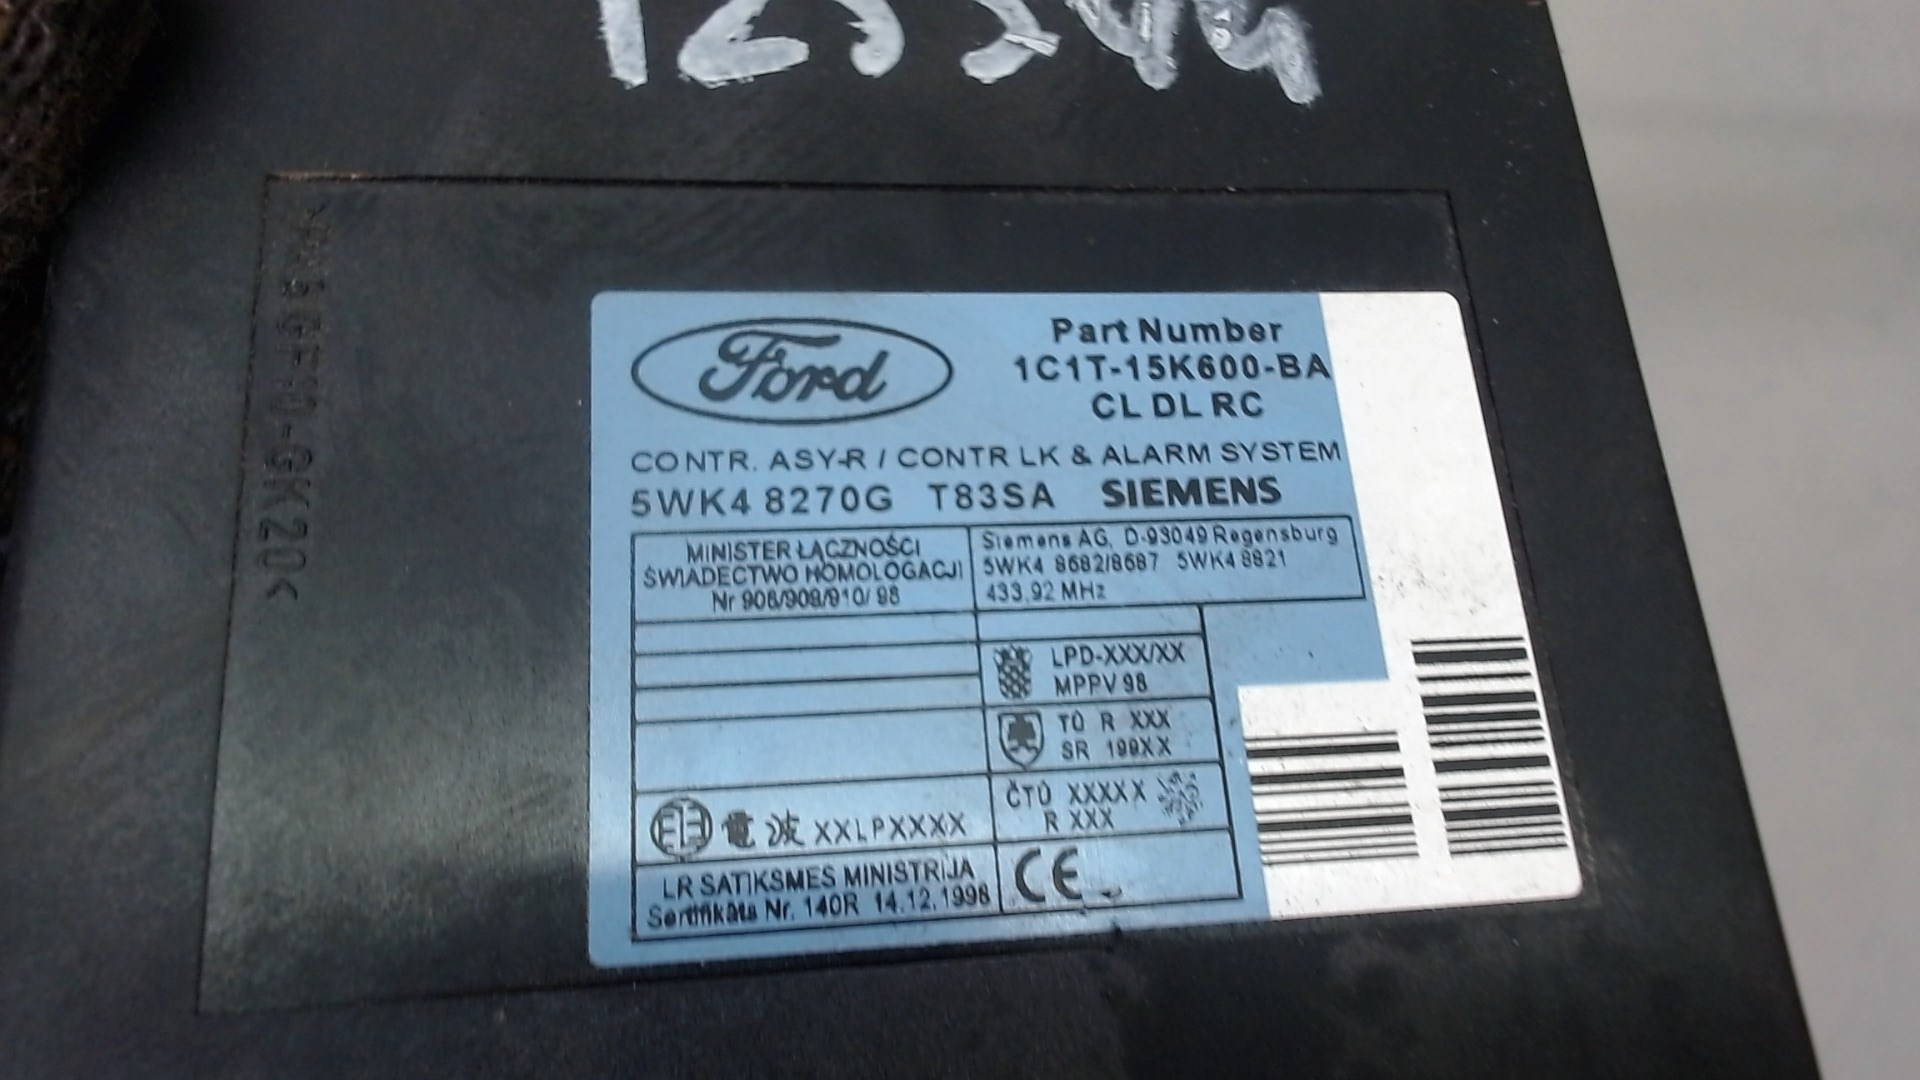 Ford
Part Number
1C1T-15K600-BA
CL DL RC
CONTR. ASY-R / CONTR LK & ALARM SYSTEM
5WK4 8270G T83SA SIEMENS
MINISTER ŁĄCZNOŚCI
ŚWIADECTWO HOMOLOGACJI
Nr 906/909/910/ 98
Siemens AG, D-93049 Regensburg
5WK4 8682/8687 5WK4 8821
433,92 MHz
LPD-XXX/XX
MPPV 98
TÚ R XXX
SR 199XX
ČTÚ XXXXX
R XXX
電 波 XXLPXXXX
LR SATIKSMES MINISTRIJA
Sertifikāts Nr. 140R 14.12.1998
CE